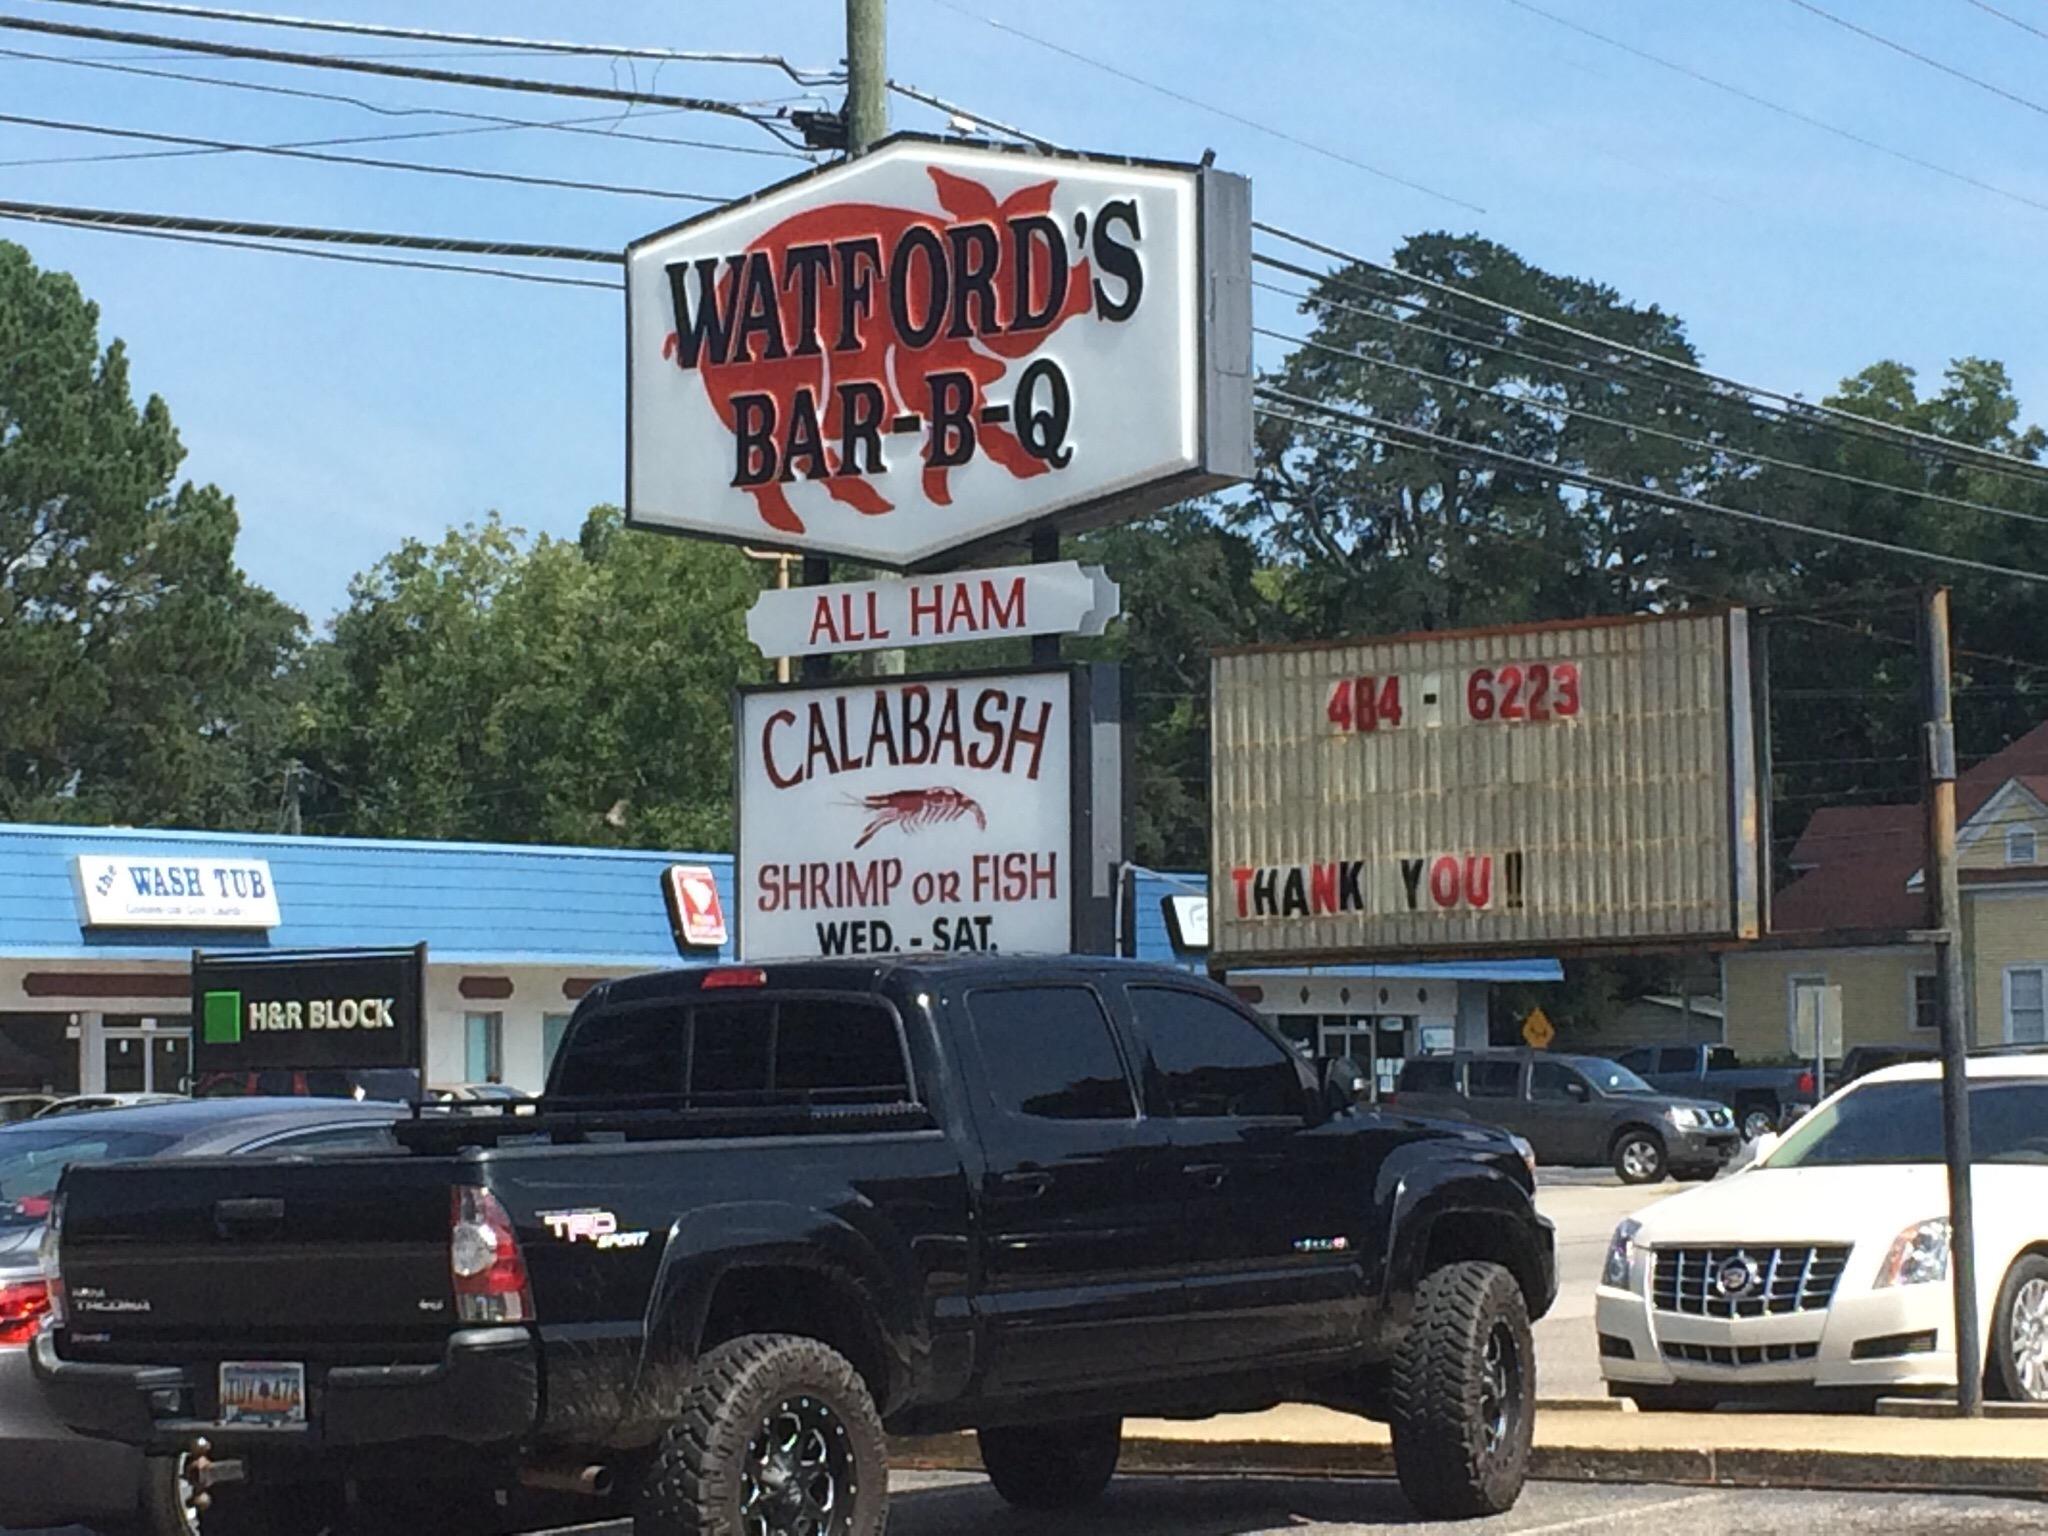 WATFORD'S
BAR-B-Q
ALL HAM
CALABASH
SHRIMP OR FISH
WED. - SAT.
484 - 6223
THANK YOU !!
the WASH TUB
H&R BLOCK
TRD
SPORT
TACOMA